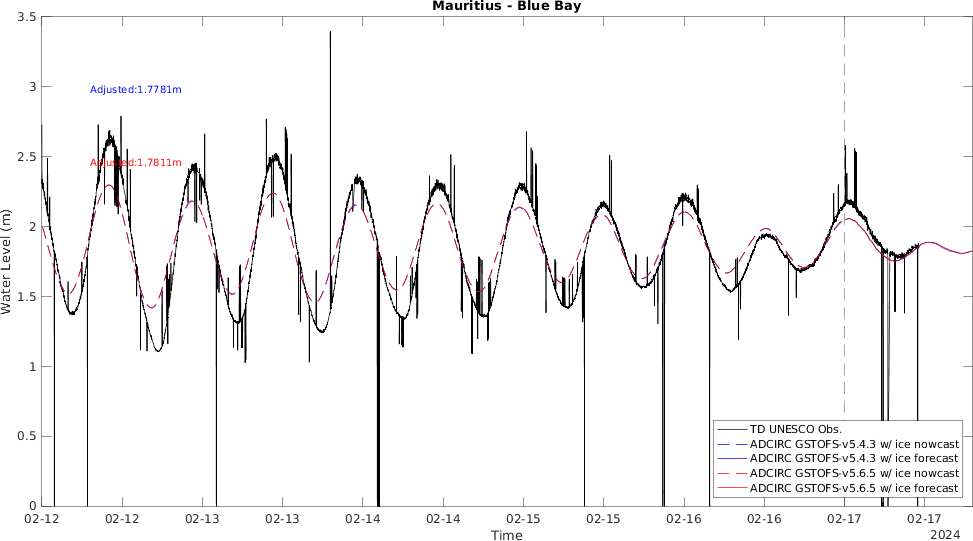 Mauritius - Blue Bay
Water Level (m)
3.5
3
2.5
2
1.5
1
0.5
0
Adjusted:1.7781m
Adjusted:1.7811m
TD UNESCO Obs.
ADCIRC GSTOFS-v5.4.3 w/ ice nowcast
ADCIRC GSTOFS-v5.4.3 w/ ice forecast
ADCIRC GSTOFS-v5.6.5 w/ ice nowcast
ADCIRC GSTOFS-v5.6.5 w/ ice forecast
02-12 02-12 02-13 02-13 02-14 02-14 02-15 02-15 02-16 02-16 02-17 02-17
Time
2024